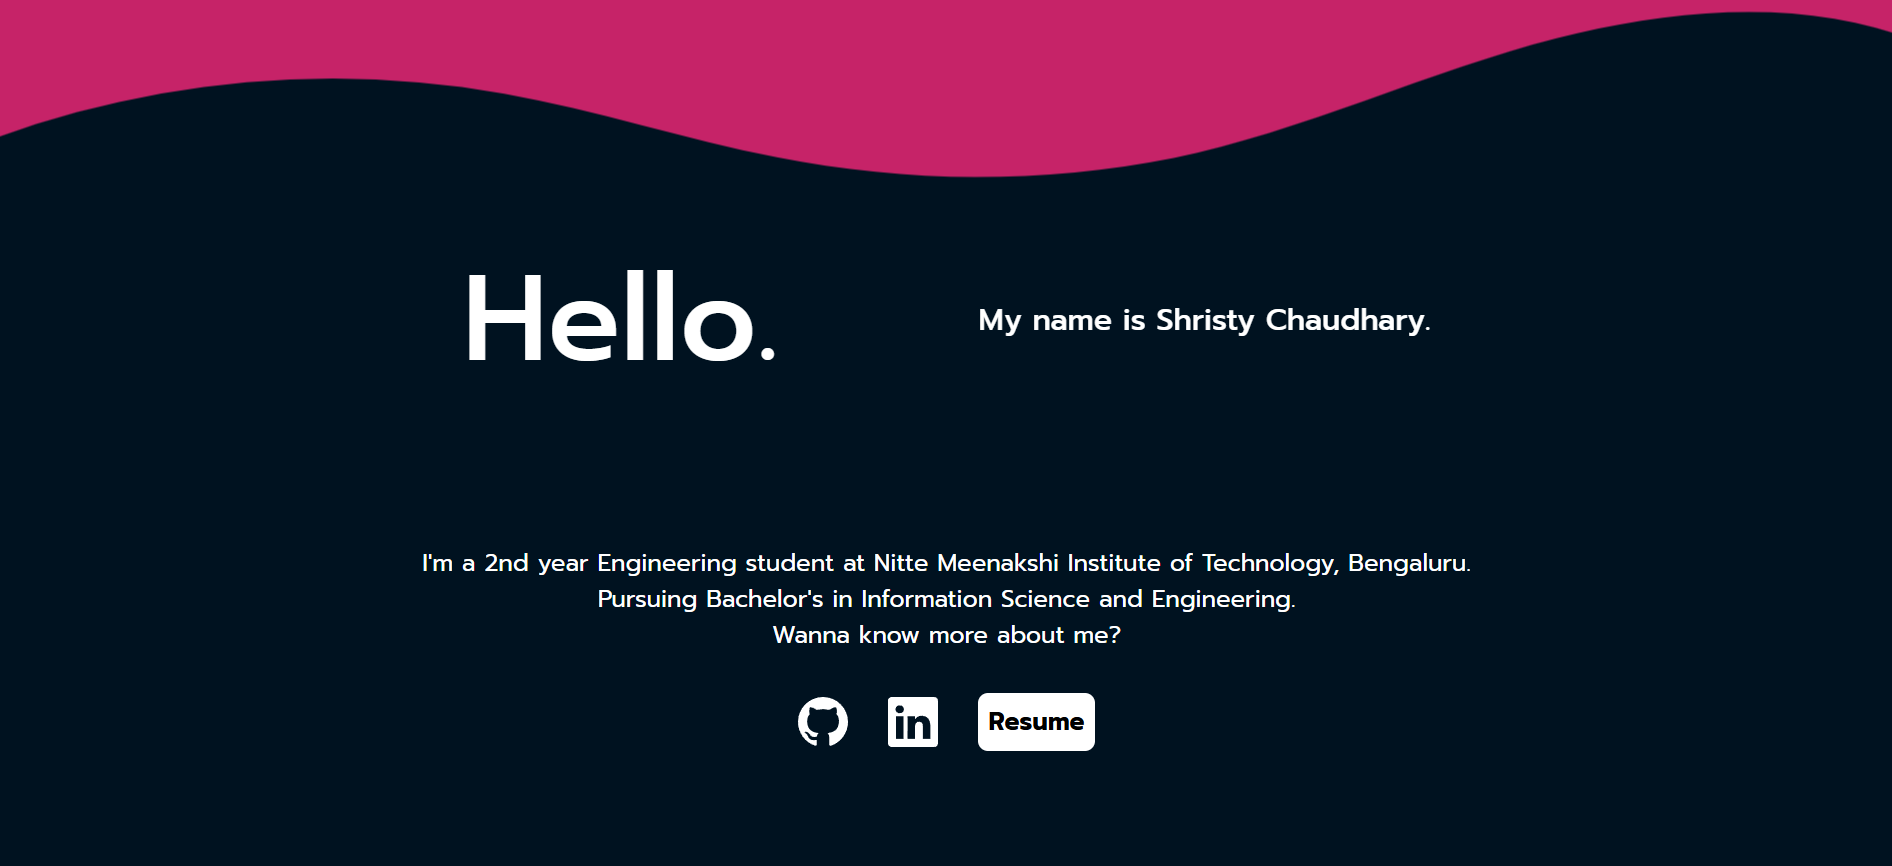 Hello.
My name is Shristy Chaudhary.
I'm a 2nd year Engineering student at Nitte Meenakshi Institute of Technology, Bengaluru.
Pursuing Bachelor's in Information Science and Engineering.
Wanna know more about me?
in
Resume